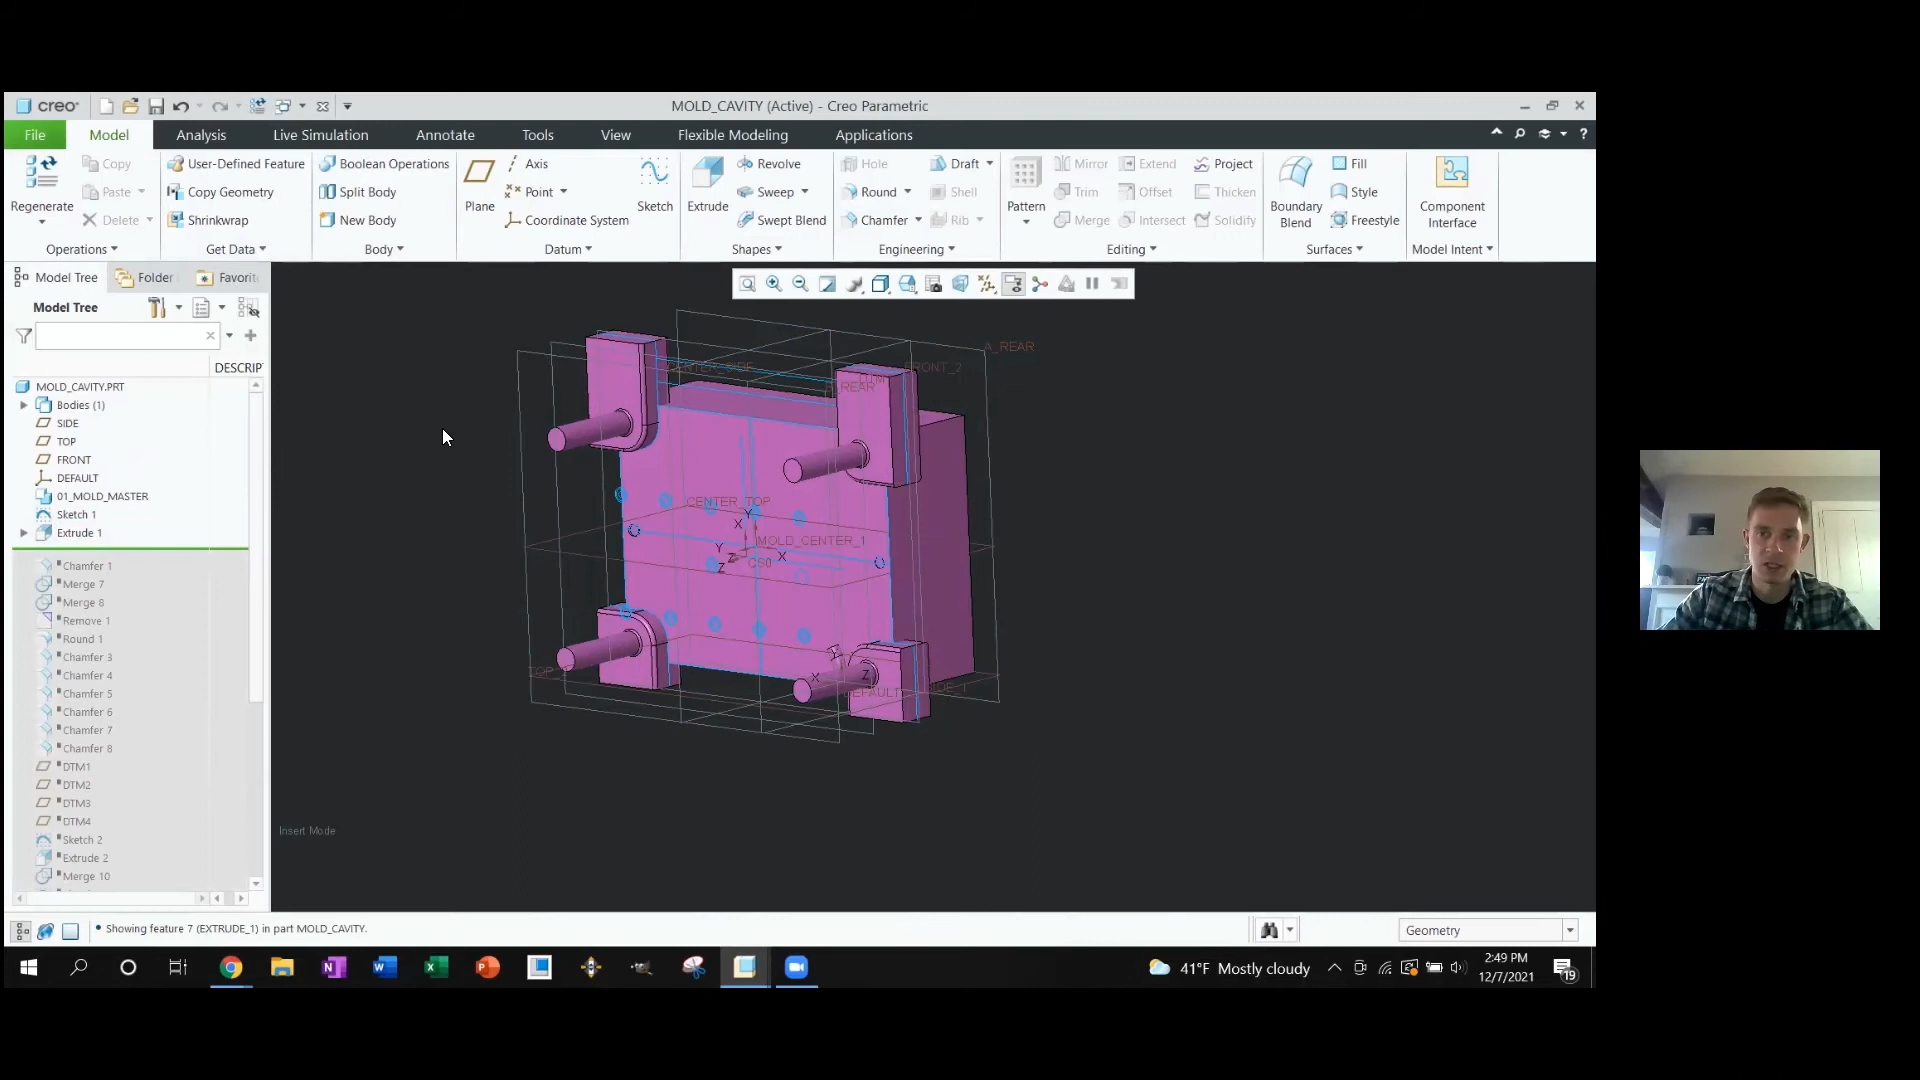 creo
MOLD_CAVITY (Active) - Creo Parametric
File
Model
Analysis
Live Simulation
Annotate
Tools
View
Flexible Modeling
Applications
Regenerate
Copy
Paste
Delete
Operations
User-Defined Feature
Copy Geometry
Shrinkwrap
Get Data
Boolean Operations
Split Body
New Body
Body
Plane
Axis
Point
Coordinate System
Sketch
Datum
Extrude
Revolve
Sweep
Swept Blend
Shapes
Hole
Round
Chamfer
Draft
Shell
Rib
Engineering
Pattern
Mirror
Trim
Merge
Extend
Offset
Intersect
Project
Thicken
Solidify
Editing
Boundary
Blend
Fill
Style
Freestyle
Surfaces
Component
Interface
Model Intent
Model Tree
Folder
Favorit
Model Tree
DESCRIP
MOLD_CAVITY.PRT
Bodies (1)
SIDE
TOP
FRONT
DEFAULT
01_MOLD_MASTER
Sketch 1
Extrude 1
Chamfer 1
Merge 7
Merge 8
Remove 1
Round 1
Chamfer 3
Chamfer 4
Chamfer 5
Chamfer 6
Chamfer 7
Chamfer 8
DTM1
DTM2
DTM3
DTM4
Sketch 2
Extrude 2
Merge 10
A_REAR
CENTER_SIDE
FRONT_2
CENTER_TOP
Y
X
MOLD_CENTER_1
Y
Z
X
Z
CS0
Y
X
Z
DEFAULT
Insert Mode
Showing feature 7 (EXTRUDE_1) in part MOLD_CAVITY.
Geometry
41°F Mostly cloudy
2:49 PM
12/7/2021
19